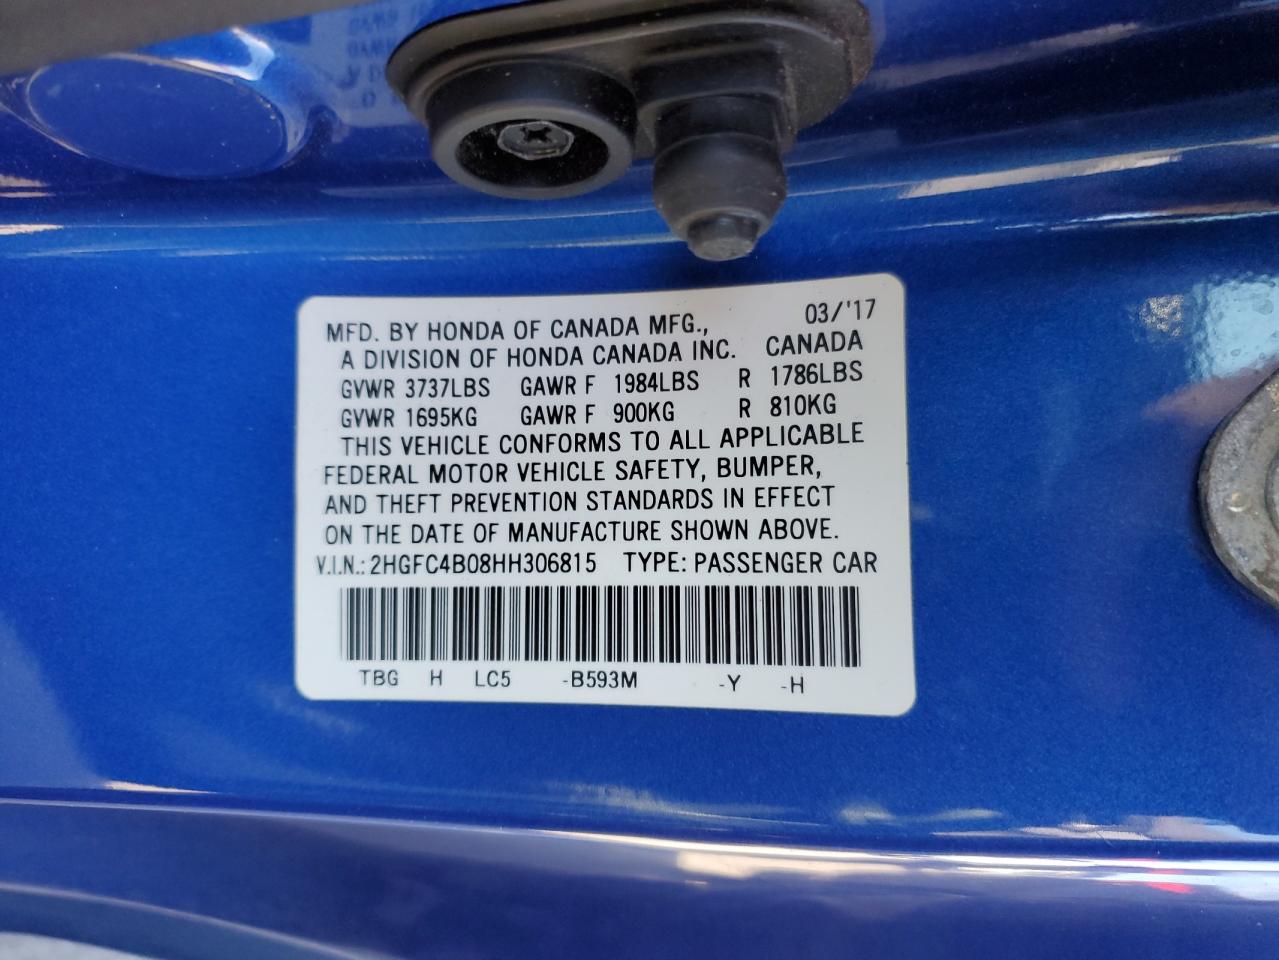 03/'17
MFD. BY HONDA OF CANADA MFG.,
A DIVISION OF HONDA CANADA INC. CANADA
GVWR 3737LBS GAWR F 1984LBS R 1786LBS
GVWR 1695KG GAWR F 900KG R 810KG
THIS VEHICLE CONFORMS TO ALL APPLICABLE
FEDERAL MOTOR VEHICLE SAFETY, BUMPER,
AND THEFT PREVENTION STANDARDS IN EFFECT
ON THE DATE OF MANUFACTURE SHOWN ABOVE.
V.I.N.: 2HGFC4B08HH306815 TYPE: PASSENGER CAR
TBG H LC5 -B593M -Y -H